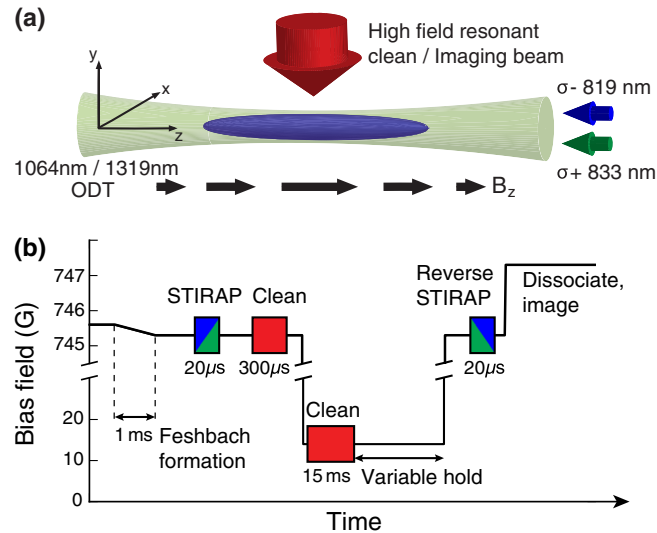 (a)
High field resonant
clean / Imaging beam
y
x
z
σ- 819 nm
σ+ 833 nm
1064nm / 1319nm
ODT
Bz
(b)
Bias field (G)
747
746
745
20
10
0
STIRAP
Clean
20µs
300µs
1 ms
Feshbach
formation
Clean
15 ms
Variable hold
Reverse
STIRAP
20µs
Dissociate,
image
Time